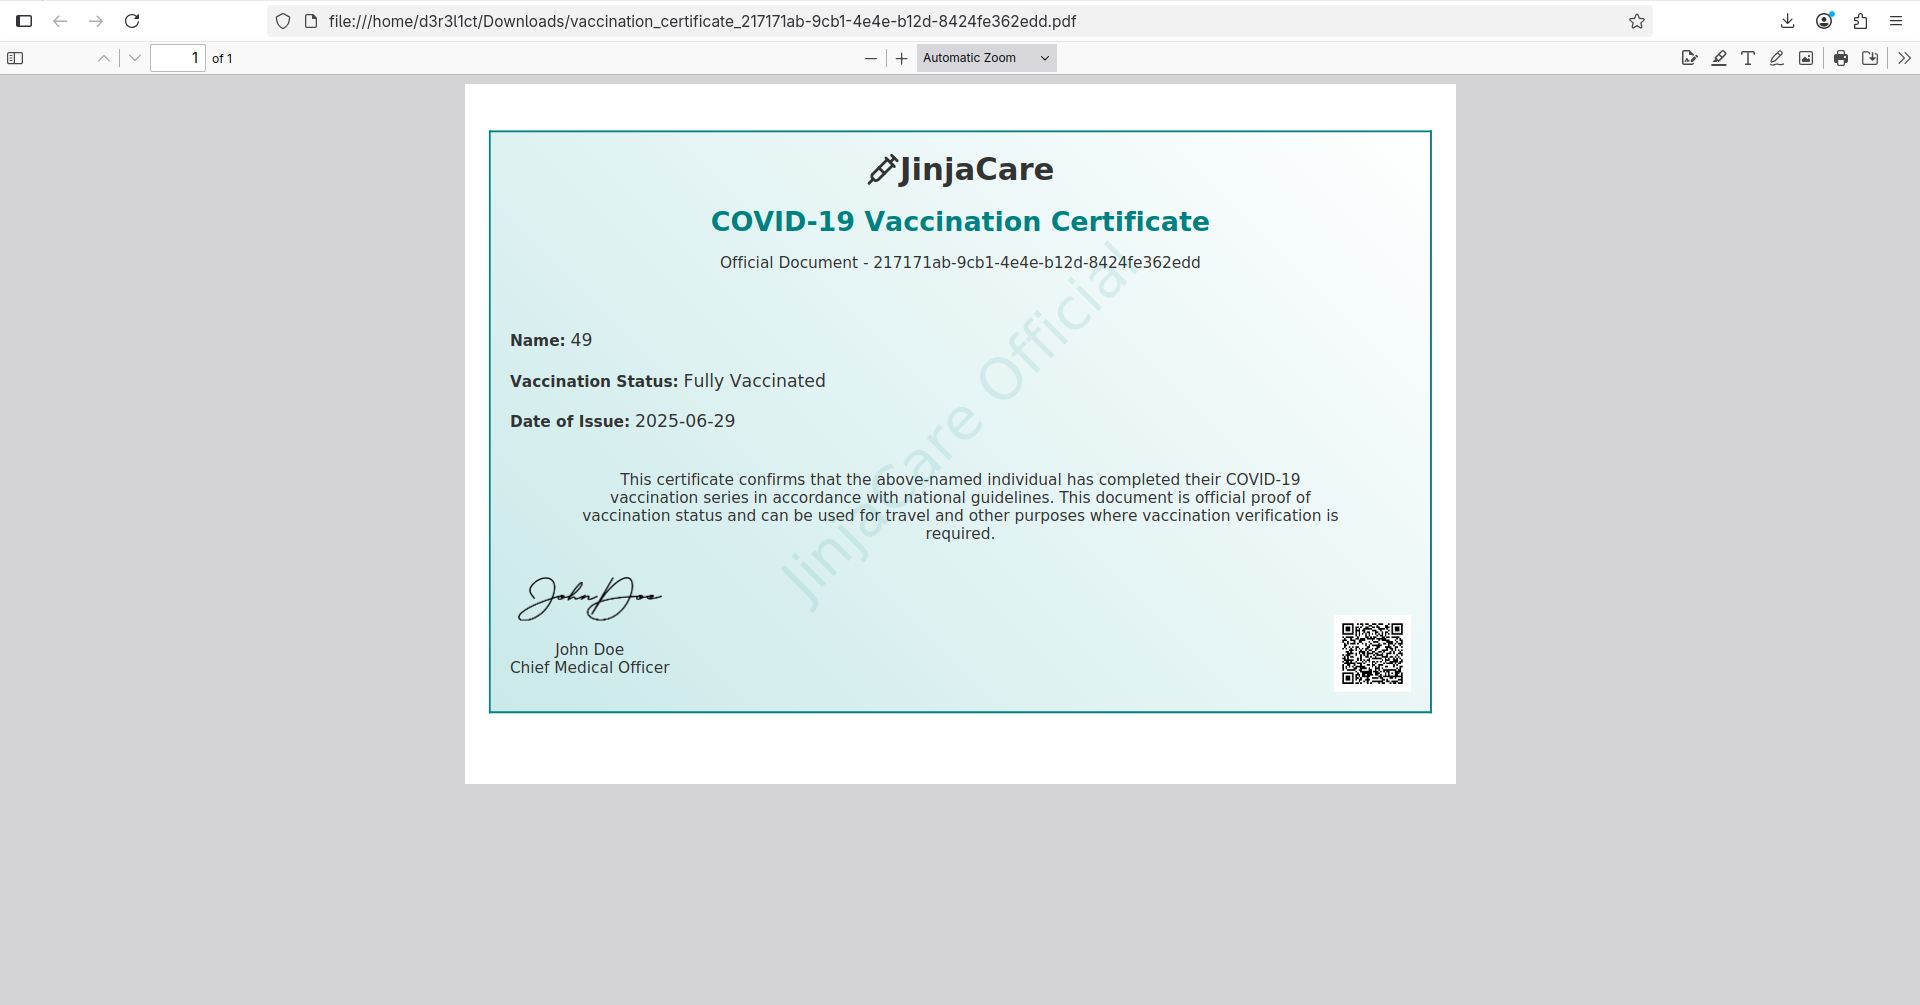 file:///home/d3r3l1ct/Downloads/vaccination_certificate_217171ab-9cb1-4e4e-b12d-8424fe362edd.pdf
1 of 1 Automatic Zoom
JinjaCare
COVID-19 Vaccination Certificate
Official Document - 217171ab-9cb1-4e4e-b12d-8424fe362edd
Name: 49
Vaccination Status: Fully Vaccinated
Date of Issue: 2025-06-29
JinjaCare Official
This certificate confirms that the above-named individual has completed their COVID-19
vaccination series in accordance with national guidelines. This document is official proof of
vaccination status and can be used for travel and other purposes where vaccination verification is
required.
John Doe
John Doe
Chief Medical Officer